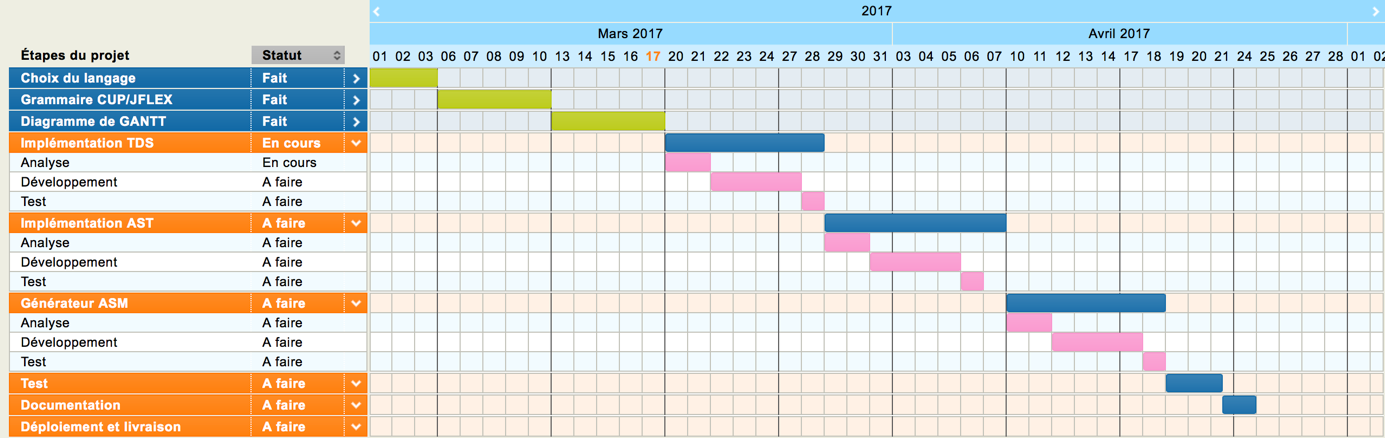 2017
Mars 2017 Avril 2017
Étapes du projet Statut 01 02 03 06 07 08 09 10 13 14 15 16 17 20 21 22 23 24 27 28 29 30 31 03 04 05 06 07 10 11 12 13 14 17 18 19 20 21 24 25 26 27 28 01 02
Choix du langage Fait
Grammaire CUP/JFLEX Fait
Diagramme de GANTT Fait
Implémentation TDS En cours
Analyse En cours
Développement A faire
Test A faire
Implémentation AST A faire
Analyse A faire
Développement A faire
Test A faire
Générateur ASM A faire
Analyse A faire
Développement A faire
Test A faire
Test A faire
Documentation A faire
Déploiement et livraison A faire